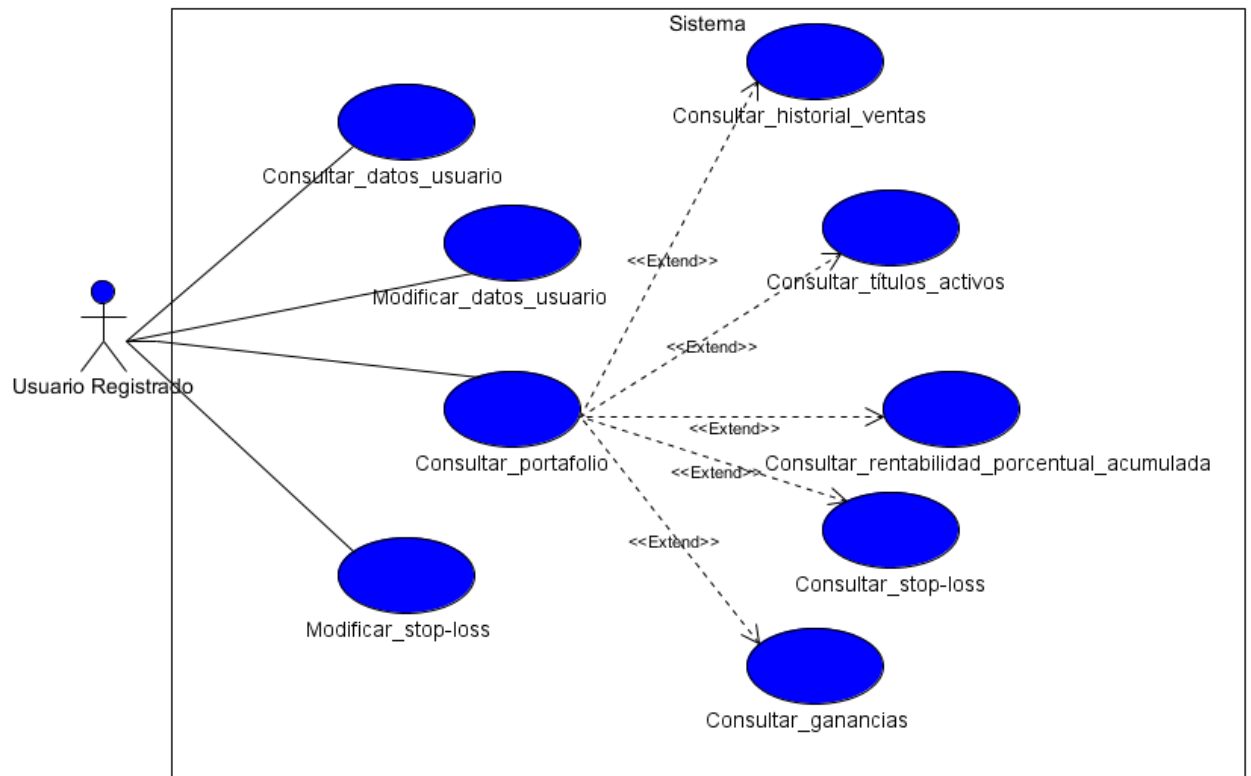 Sistema
Consultar_historial_ventas
Consultar_datos_usuario
<<Extend>>
Consultar_títulos_activos
Modificar_datos_usuario
<<Extend>>
Usuario Registrado
<<Extend>>
Consultar_portafolio
Consultar_rentabilidad_porcentual_acumulada
<<Extend>>
<<Extend>>
Consultar_stop-loss
Modificar_stop-loss
Consultar_ganancias